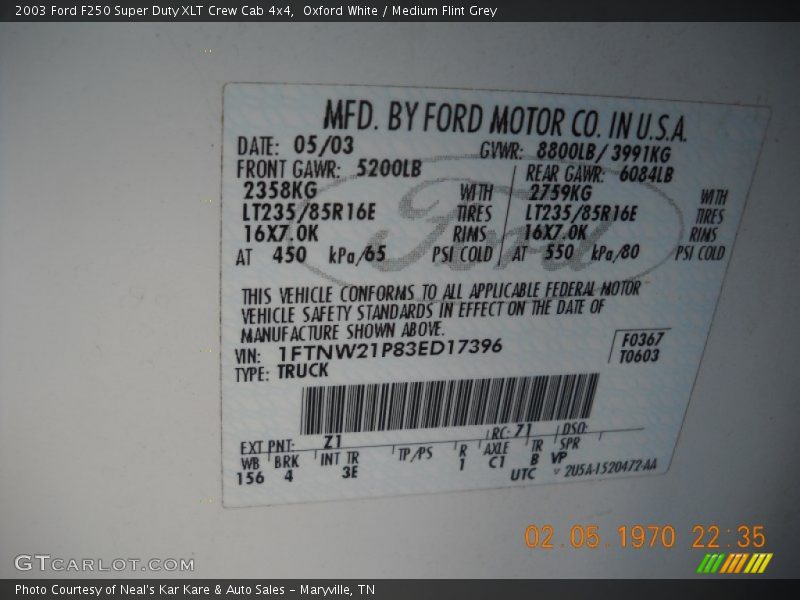 2003 Ford F250 Super Duty XLT Crew Cab 4x4,  Oxford White / Medium Flint Grey
MFD. BY FORD MOTOR CO. IN U.S.A.
DATE: 05/03 GVWR: 8800LB/ 3991KG
FRONT GAWR: 5200LB REAR GAWR: 6084LB
2358KG WITH 2759KG WITH
LT235/85R16E TIRES LT235/85R16E TIRES
16X7.0K RIMS 16X7.0K RIMS
AT 450 kPa/65 PSI COLD AT 550 kPa/80 PSI COLD
Ford
THIS VEHICLE CONFORMS TO ALL APPLICABLE FEDERAL MOTOR
VEHICLE SAFETY STANDARDS IN EFFECT ON THE DATE OF
MANUFACTURE SHOWN ABOVE.
VIN: 1FTNW21P83ED17396 F0367
TYPE: TRUCK T0603
EXT PNT: Z1 RC: 71 DSO:
WB BRK INT TR TP/PS R AXLE TR SPR
156 4 3E 1 C1 B VP
UTC 2U5A-1520472-AA
02.05.1970 22:35
GTCARLOT.COM
Photo Courtesy of Neal's Kar Kare & Auto Sales – Maryville, TN